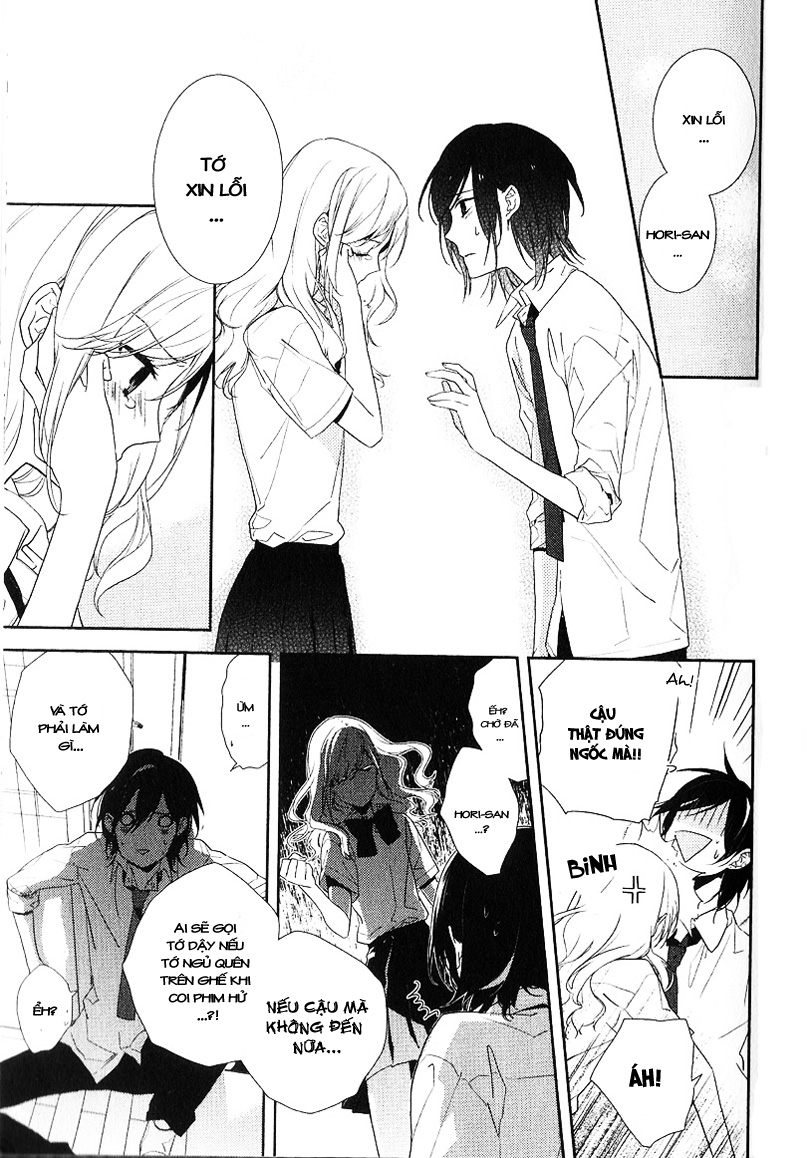 XIN LỖI
...
HORI-SAN
...
TỚ
XIN LỖI
...
Ah!
CẬU
THẬT ĐÚNG
NGỐC MÀ!!
BINH
ÁH!
ẾH?
CHỜ ĐÃ
...
HORI-SAN
...?
NẾU CẬU MÀ
KHÔNG ĐẾN
NỮA...
ỪM
...
VÀ TỚ
PHẢI LÀM
GÌ...
AI SẼ GỌI
TỚ DẬY NẾU
TỚ NGỦ QUÊN
TRÊN GHẾ KHI
COI PHIM HỬ
...?!
ỂH?